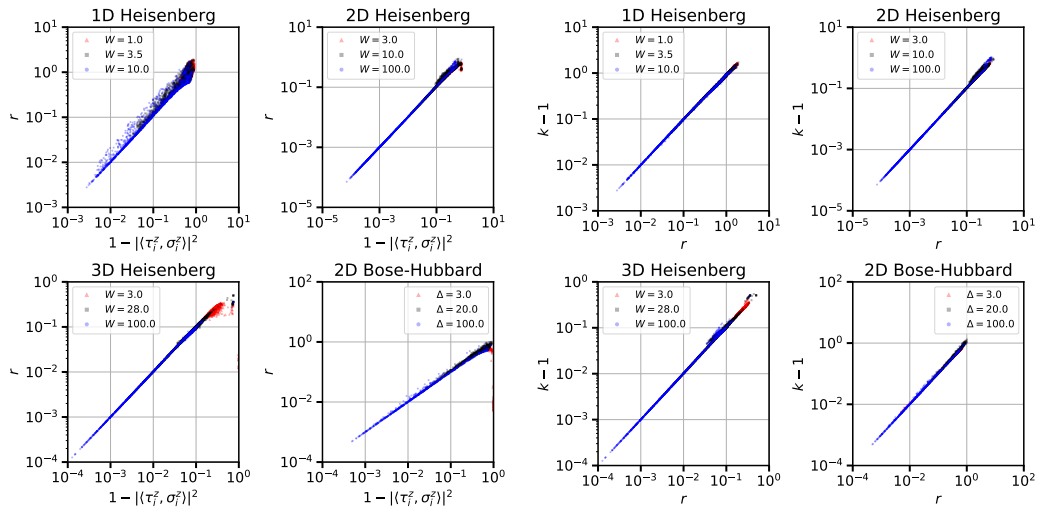 1D Heisenberg
10^1
10^0
10^{-1}
10^{-2}
10^{-3}
r
W = 1.0
W = 3.5
W = 10.0
10^{-3} 10^{-2} 10^{-1} 10^0 10^1
1 − |⟨τ_i^z, σ_i^z⟩|^2
2D Heisenberg
10^1
10^{-1}
10^{-3}
10^{-5}
r
W = 3.0
W = 10.0
W = 100.0
10^{-5} 10^{-3} 10^{-1} 10^1
1 − |⟨τ_i^z, σ_i^z⟩|^2
1D Heisenberg
10^1
10^0
10^{-1}
10^{-2}
10^{-3}
k − 1
W = 1.0
W = 3.5
W = 10.0
10^{-3} 10^{-2} 10^{-1} 10^0 10^1
r
2D Heisenberg
10^1
10^{-1}
10^{-3}
10^{-5}
k − 1
W = 3.0
W = 10.0
W = 100.0
10^{-5} 10^{-3} 10^{-1} 10^1
r
3D Heisenberg
10^0
10^{-1}
10^{-2}
10^{-3}
10^{-4}
r
W = 3.0
W = 28.0
W = 100.0
10^{-4} 10^{-3} 10^{-2} 10^{-1} 10^0
1 − |⟨τ_i^z, σ_i^z⟩|^2
2D Bose-Hubbard
10^2
10^0
10^{-2}
10^{-4}
r
Δ = 3.0
Δ = 20.0
Δ = 100.0
10^{-4} 10^{-3} 10^{-2} 10^{-1} 10^0
1 − |⟨τ_i^z, σ_i^z⟩|^2
3D Heisenberg
10^0
10^{-1}
10^{-2}
10^{-3}
10^{-4}
k − 1
W = 3.0
W = 28.0
W = 100.0
10^{-4} 10^{-3} 10^{-2} 10^{-1} 10^0
r
2D Bose-Hubbard
10^2
10^0
10^{-2}
10^{-4}
k − 1
Δ = 3.0
Δ = 20.0
Δ = 100.0
10^{-4} 10^{-2} 10^0 10^2
r